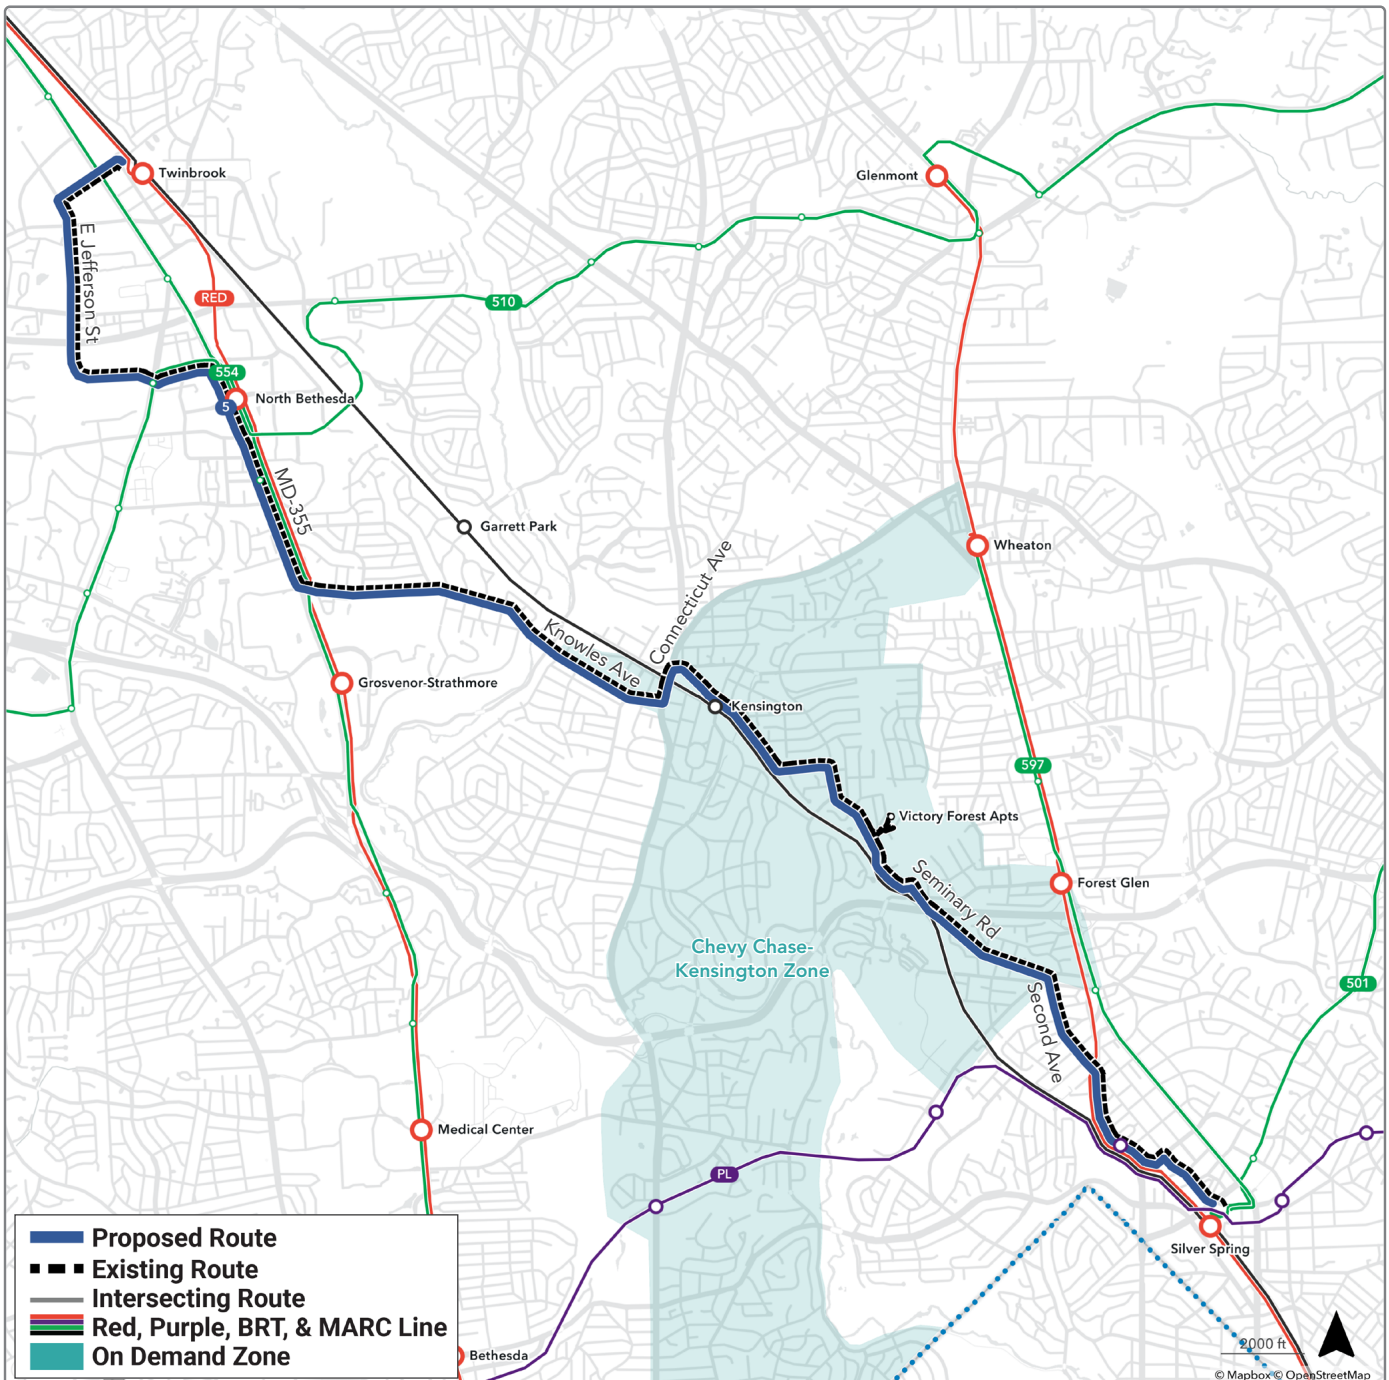 Twinbrook
Glenmont
E Jefferson St
RED
510
554
North Bethesda
5
MD-355
Garrett Park
Wheaton
Connecticut Ave
Knowles Ave
Grosvenor-Strathmore
Kensington
597
Victory Forest Apts
Seminary Rd
Forest Glen
Chevy Chase-
Kensington Zone
501
Second Ave
Medical Center
PL
Silver Spring
Bethesda
Proposed Route
Existing Route
Intersecting Route
Red, Purple, BRT, & MARC Line
On Demand Zone
2000 ft
© Mapbox © OpenStreetMap